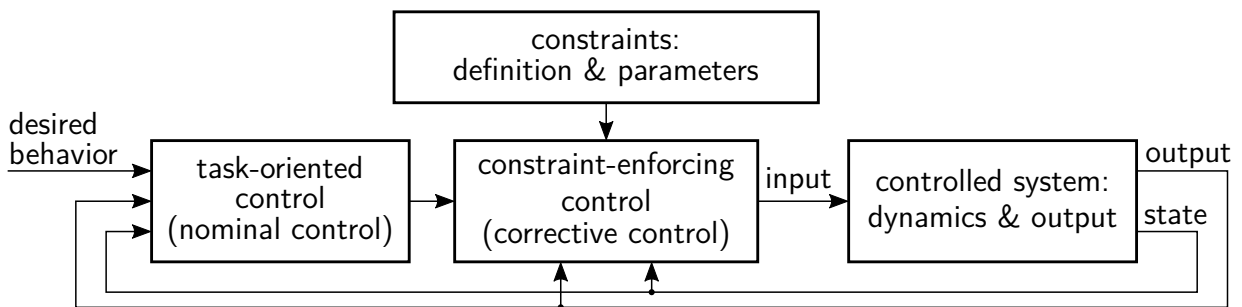 constraints:
definition & parameters
desired
behavior
task-oriented
control
(nominal control)
constraint-enforcing
control
(corrective control)
input
controlled system:
dynamics & output
output
state